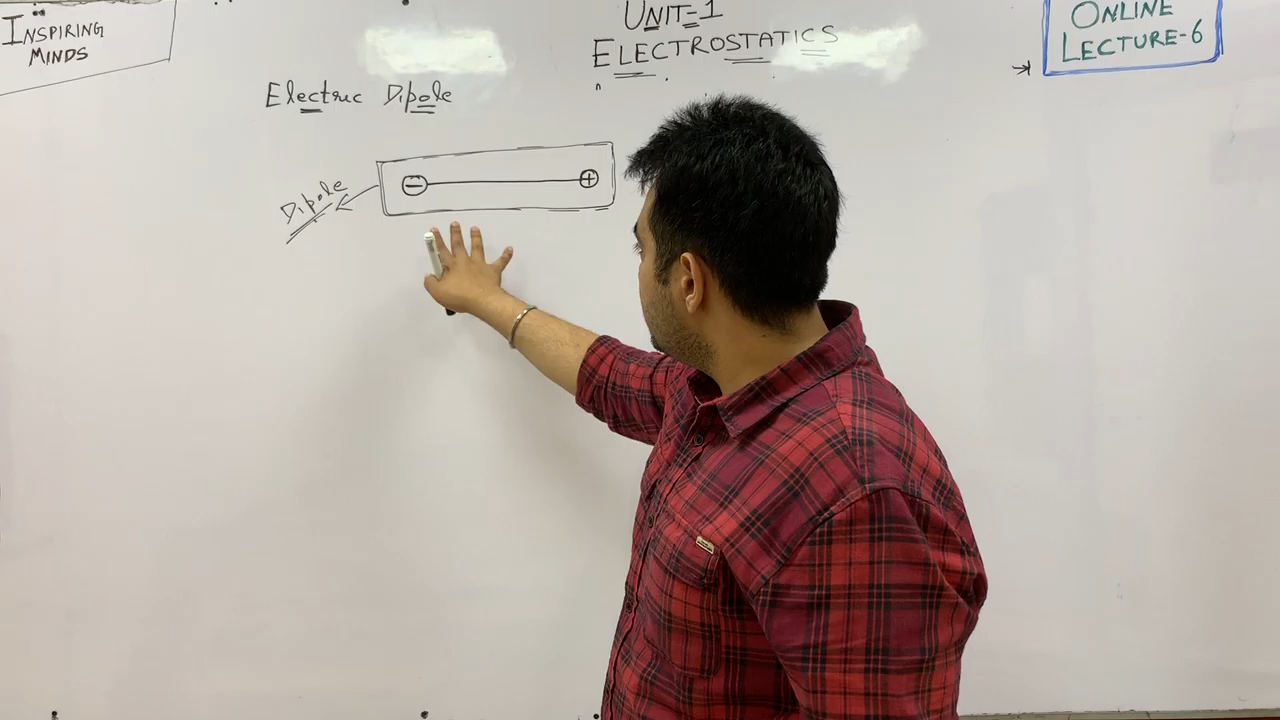 INSPIRING
MINDS
UNIT-1
ELECTROSTATICS
ONLINE
LECTURE-6
Electric Dipole
Dipole
− +